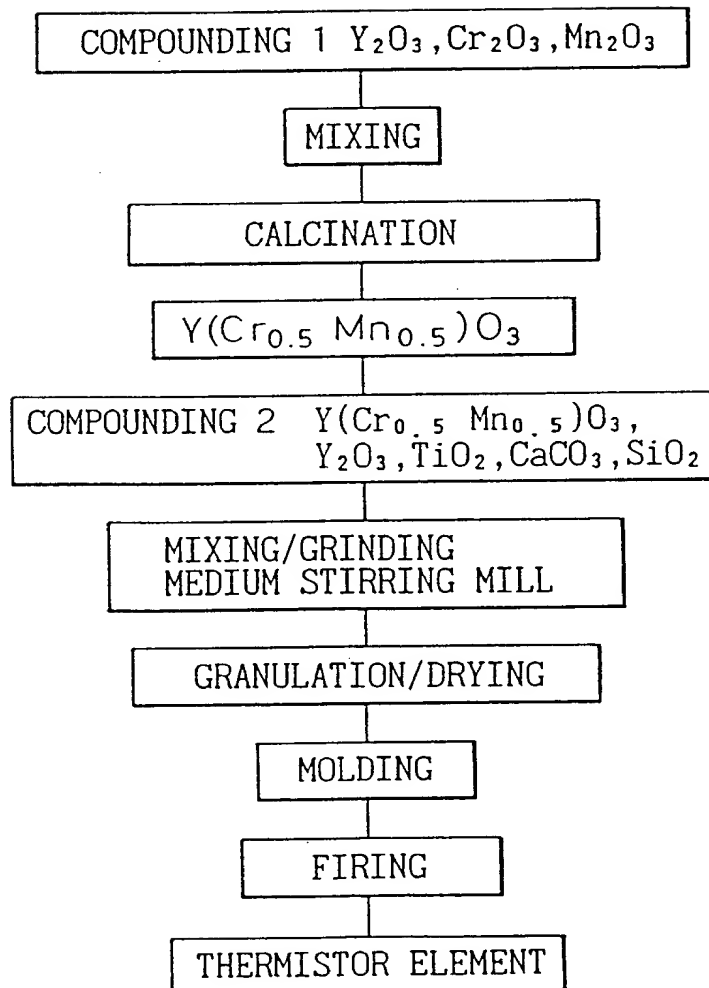 COMPOUNDING 1 Y₂O₃,Cr₂O₃,Mn₂O₃
MIXING
CALCINATION
Y(Cr₀.₅ Mn₀.₅)O₃
COMPOUNDING 2 Y(Cr₀.₅ Mn₀.₅)O₃,
Y₂O₃,TiO₂,CaCO₃,SiO₂
MIXING/GRINDING
MEDIUM STIRRING MILL
GRANULATION/DRYING
MOLDING
FIRING
THERMISTOR ELEMENT